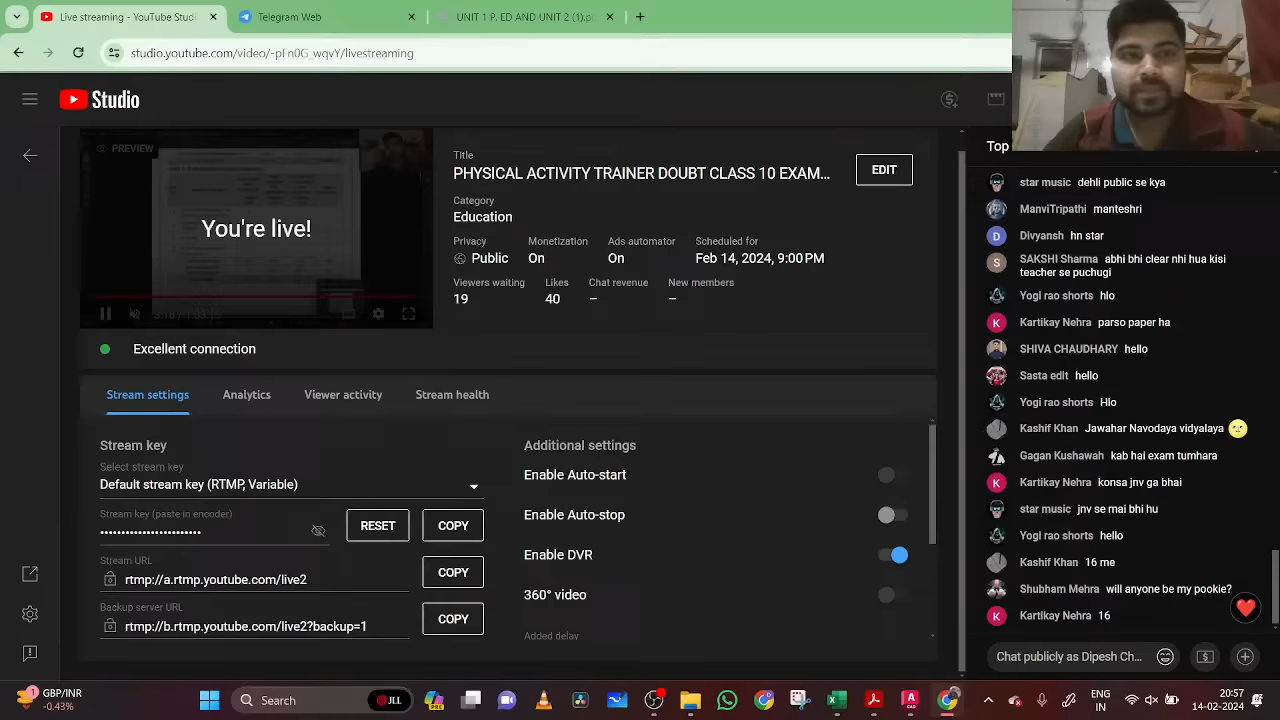 Live streaming - YouTube Studi
Telegram Web
UNIT 1 P. ED AND UNIT 2 (1).p
studio.youtube.com/video/-pFn0G_wqvY/livestreaming
Studio
PREVIEW
You're live!
Title
PHYSICAL ACTIVITY TRAINER DOUBT CLASS 10 EXAM...
EDIT
Category
Education
Privacy Monetization Ads automator Scheduled for
Public On On Feb 14, 2024, 9:00 PM
Viewers waiting Likes Chat revenue New members
19 40 – –
Excellent connection
Stream settings Analytics Viewer activity Stream health
Stream key
Select stream key
Default stream key (RTMP, Variable)
Stream key (paste in encoder)
RESET COPY
Stream URL
rtmp://a.rtmp.youtube.com/live2
COPY
Backup server URL
rtmp://b.rtmp.youtube.com/live2?backup=1
COPY
Additional settings
Enable Auto-start
Enable Auto-stop
Enable DVR
360° video
Added delay
Top
star music dehli public se kya
ManviTripathi manteshri
Divyansh hn star
SAKSHI Sharma abhi bhi clear nhi hua kisi
teacher se puchugi
Yogi rao shorts hlo
Kartikay Nehra parso paper ha
SHIVA CHAUDHARY hello
Sasta edit hello
Yogi rao shorts Hlo
Kashif Khan Jawahar Navodaya vidyalaya
Gagan Kushawah kab hai exam tumhara
Kartikay Nehra konsa jnv ga bhai
star music jnv se mai bhi hu
Yogi rao shorts hello
Kashif Khan 16 me
Shubham Mehra will anyone be my pookie?
Kartikay Nehra 16
Chat publicly as Dipesh Ch...
1
GBP/INR
-0.43%
Search
JLL
PRE
ENG
IN
20:57
14-02-2024